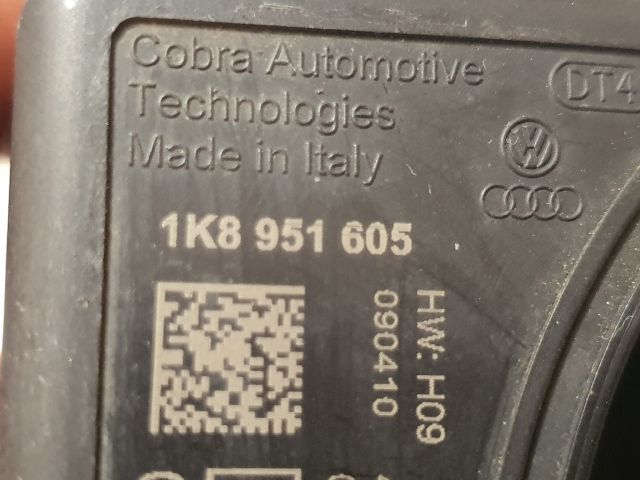 Cobra Automotive
Technologies
Made in Italy
DT4
1K8 951 605
HW: H09
090410